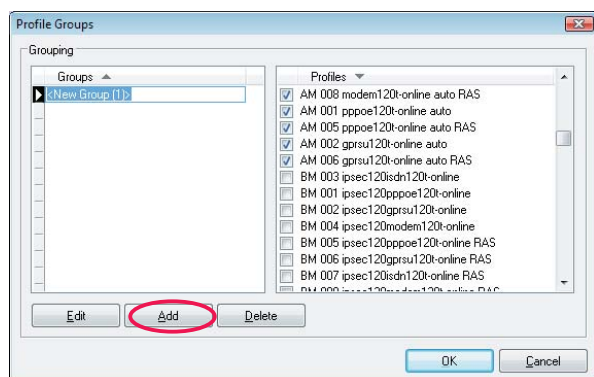 Profile Groups
Grouping
Groups
<New Group (1)>
Profiles
AM 008 modem120t-online auto RAS
AM 001 pppoe120t-online auto
AM 005 pppoe120t-online auto RAS
AM 002 gprsu120t-online auto
AM 006 gprsu120t-online auto RAS
BM 003 ipsec120isdn120t-online
BM 001 ipsec120pppoe120t-online
BM 002 ipsec120gprsu120t-online
BM 004 ipsec120modem120t-online
BM 005 ipsec120pppoe120t-online RAS
BM 006 ipsec120gprsu120t-online RAS
BM 007 ipsec120isdn120t-online RAS
Edit
Add
Delete
OK
Cancel